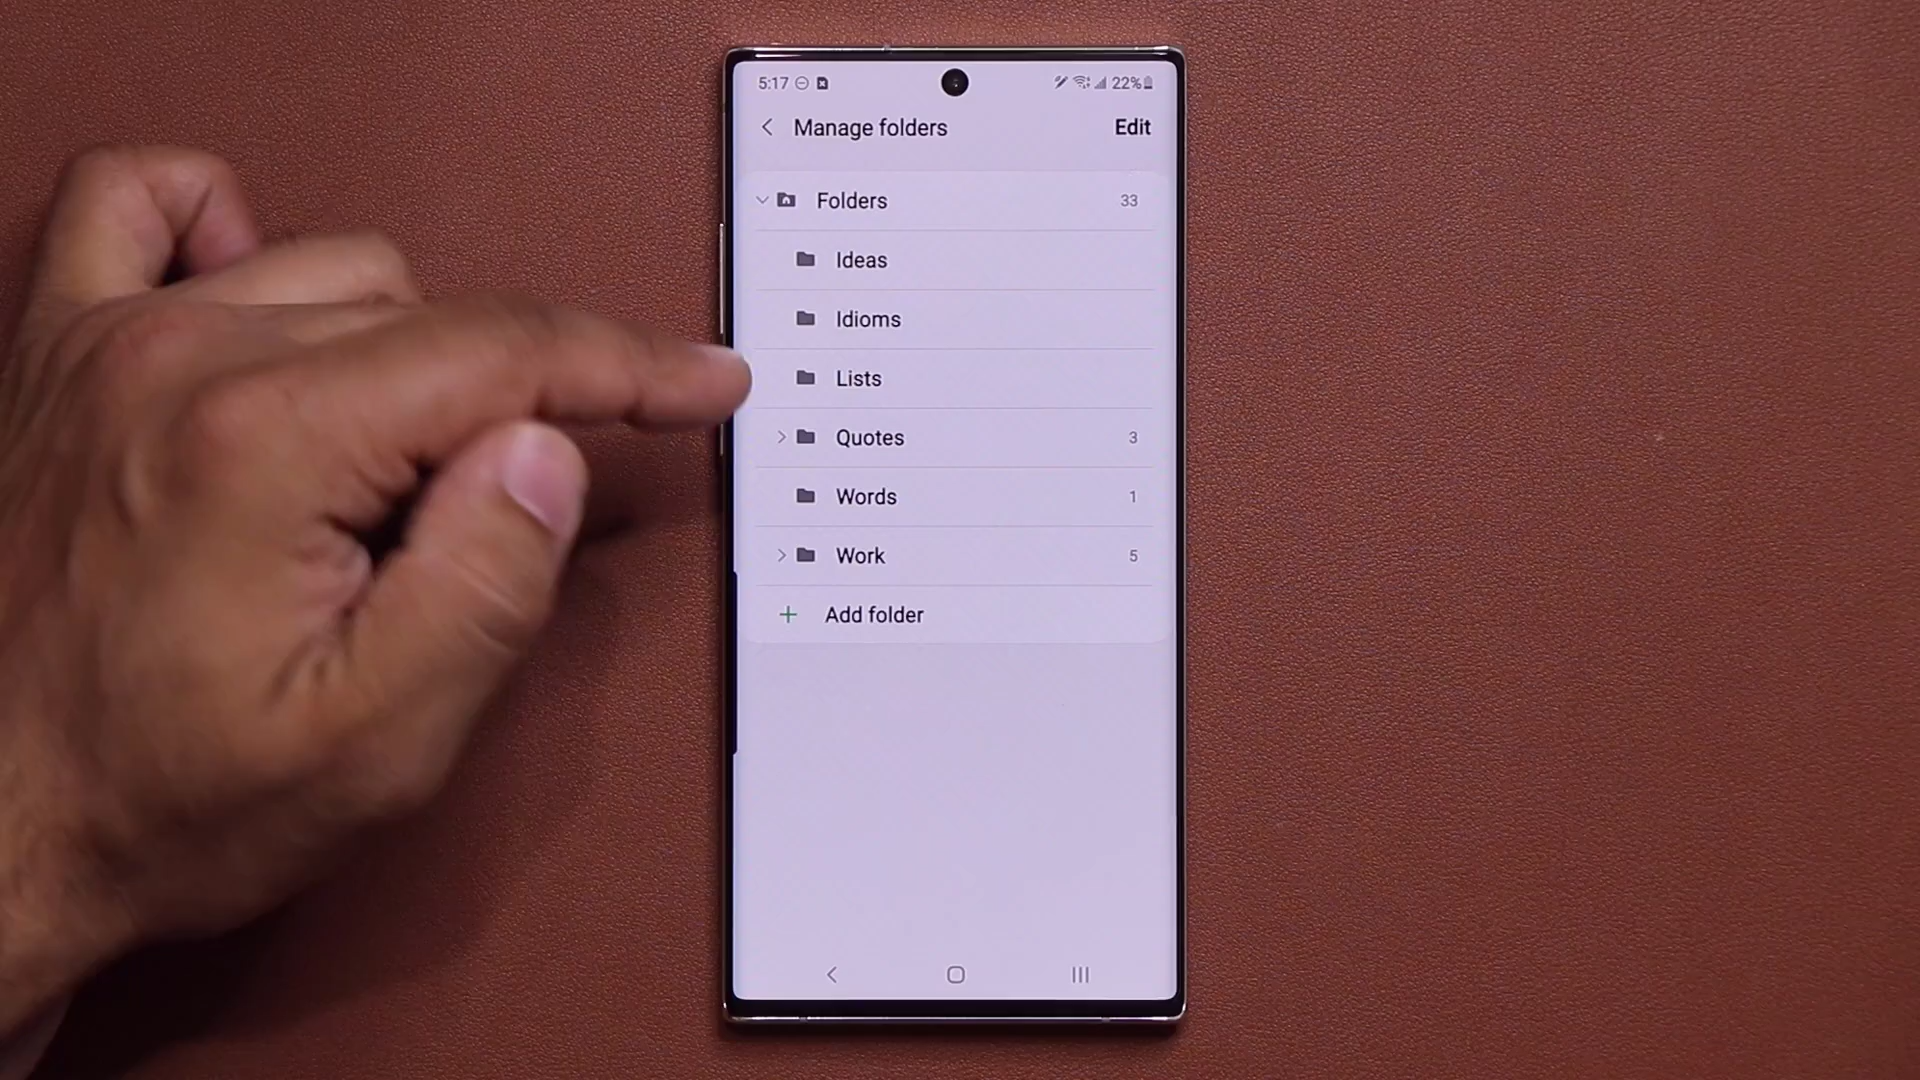 5:17 22%
Manage folders Edit
Folders 33
Ideas
Idioms
Lists
Quotes 3
Words 1
Work 5
+ Add folder